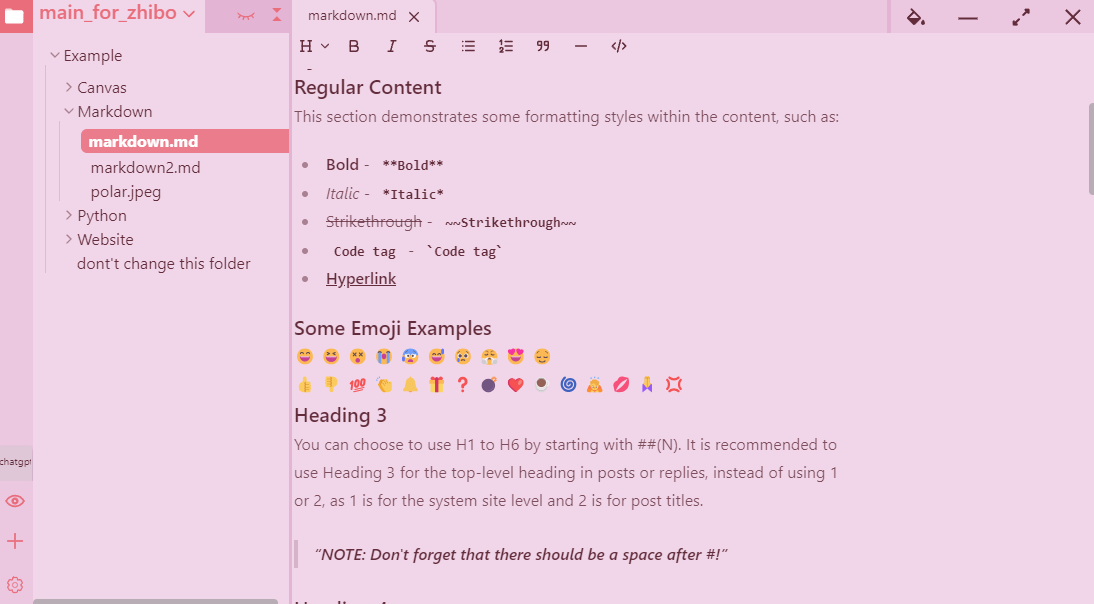 main_for_zhibo
markdown.md
Example
Canvas
Markdown
markdown.md
markdown2.md
polar.jpeg
Python
Website
don't change this folder
chatgpt
H B I S 99 </>
Regular Content
This section demonstrates some formatting styles within the content, such as:
Bold - **Bold**
Italic - *Italic*
Strikethrough - ~~Strikethrough~~
Code tag - `Code tag`
Hyperlink
Some Emoji Examples
😄 😆 😵 😭 😰 😅 😢 😤 😍 😔
👍 👎 💯 👏 🔔 🎁 ❓ 💣 ❤️ ☕ 🌀 🙇 💋 🙏 💢
Heading 3
You can choose to use H1 to H6 by starting with ##(N). It is recommended to
use Heading 3 for the top-level heading in posts or replies, instead of using 1
or 2, as 1 is for the system site level and 2 is for post titles.
“NOTE: Don't forget that there should be a space after #!”